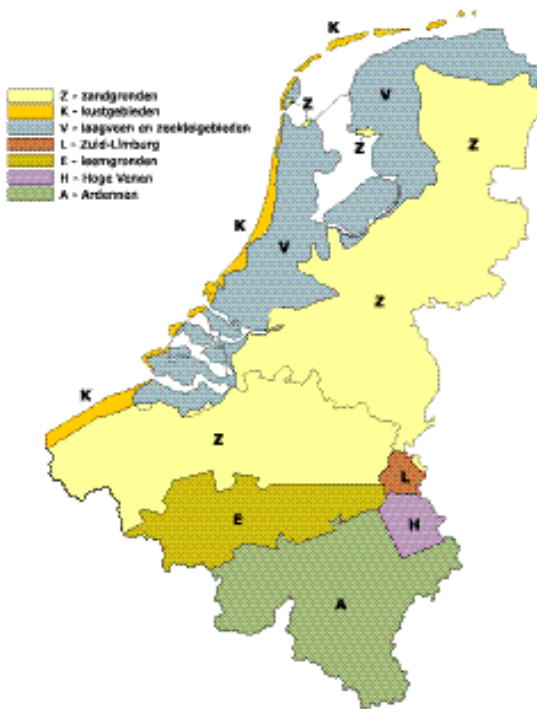 Z - zandgronden
K - kustgebieden
V - laagveen en zeekleigebieden
L - Zuid-Limburg
E - leemgronden
H - Hoge Venen
A - Ardennen
K
Z
V
Z
Z
K
V
Z
K
Z
L
E
H
A